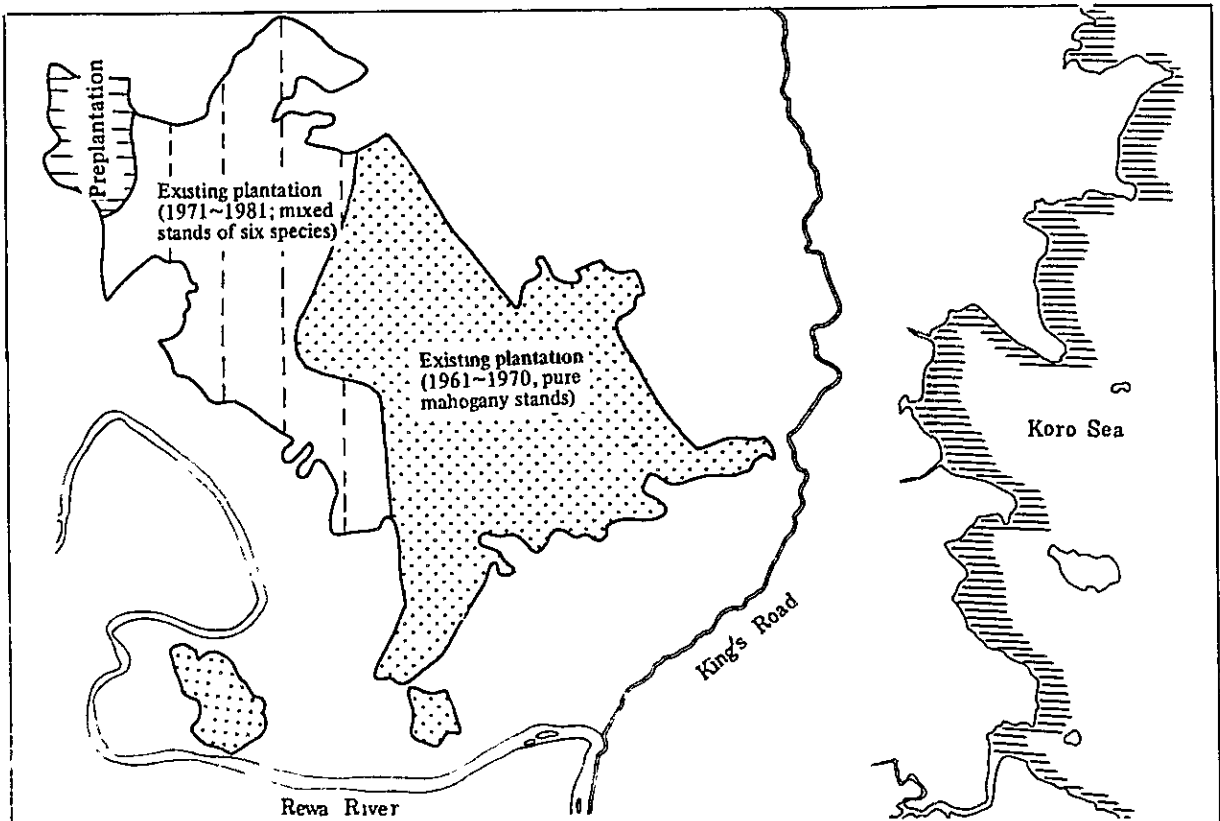 Preplantation
Existing plantation
(1971~1981; mixed
stands of six species)
Existing plantation
(1961~1970, pure
mahogany stands)
Koro Sea
King's Road
Rewa River